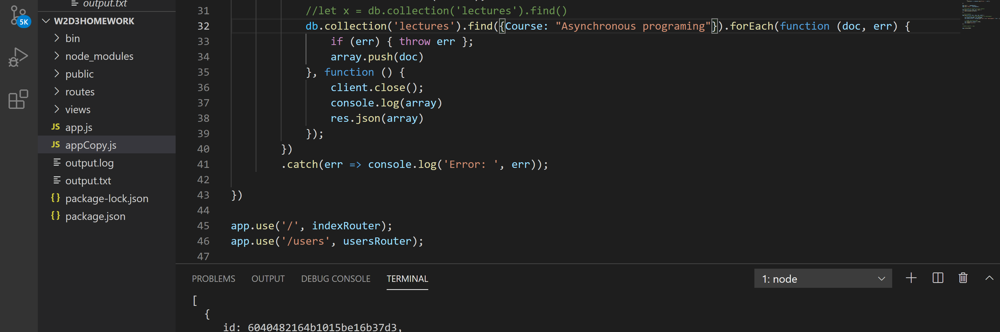 output.txt
5K
W2D3HOMEWORK
bin
node_modules
public
routes
views
JS app.js
JS appCopy.js
output.log
output.txt
{} package-lock.json
{} package.json
31 //let x = db.collection('lectures').find()
32 db.collection('lectures').find({Course: "Asynchronous programing"}).forEach(function (doc, err) {
33 if (err) { throw err };
34 array.push(doc)
35 }, function () {
36 client.close();
37 console.log(array)
38 res.json(array)
39 });
40 })
41 .catch(err => console.log('Error: ', err));
42
43 })
44
45 app.use('/', indexRouter);
46 app.use('/users', usersRouter);
47
PROBLEMS OUTPUT DEBUG CONSOLE TERMINAL 1: node
[
{
id: 6040482164b1015be16b37d3,